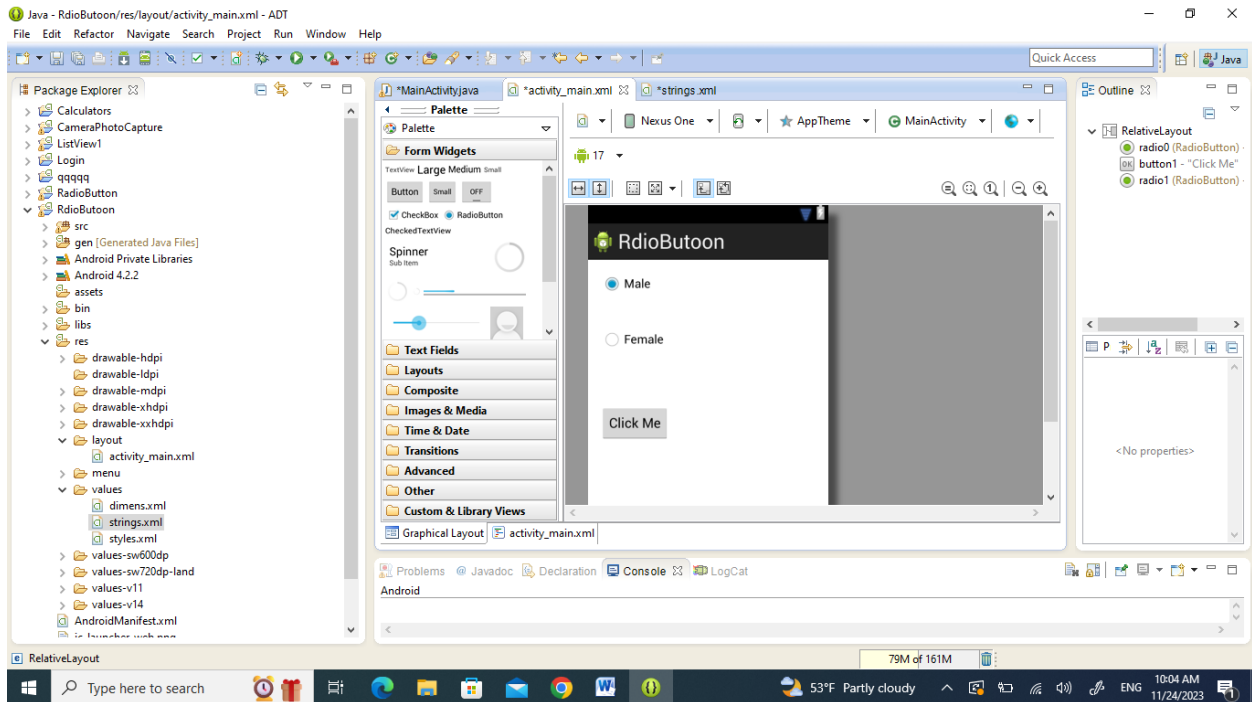 Java - RdioButoon/res/layout/activity_main.xml - ADT
File Edit Refactor Navigate Search Project Run Window Help
Quick Access
Java
Package Explorer
Calculators
CameraPhotoCapture
ListView1
Login
qqqqq
RadioButton
RdioButoon
src
gen [Generated Java Files]
Android Private Libraries
Android 4.2.2
assets
bin
libs
res
drawable-hdpi
drawable-ldpi
drawable-mdpi
drawable-xhdpi
drawable-xxhdpi
layout
activity_main.xml
menu
values
dimens.xml
strings.xml
styles.xml
values-sw600dp
values-sw720dp-land
values-v11
values-v14
AndroidManifest.xml
*MainActivity.java
*activity_main.xml
*strings.xml
Palette
Palette
Form Widgets
TextView Large Medium Small
Button Small OFF
CheckBox RadioButton
CheckedTextView
Spinner
Sub Item
Text Fields
Layouts
Composite
Images & Media
Time & Date
Transitions
Advanced
Other
Custom & Library Views
Nexus One AppTheme MainActivity
17
RdioButoon
Male
Female
Click Me
Graphical Layout activity_main.xml
Outline
RelativeLayout
radio0 (RadioButton)
OK button1 - "Click Me"
radio1 (RadioButton)
P
<No properties>
Problems @ Javadoc Declaration Console LogCat
Android
RelativeLayout
79M of 161M
Type here to search
53°F Partly cloudy
ENG
10:04 AM
11/24/2023